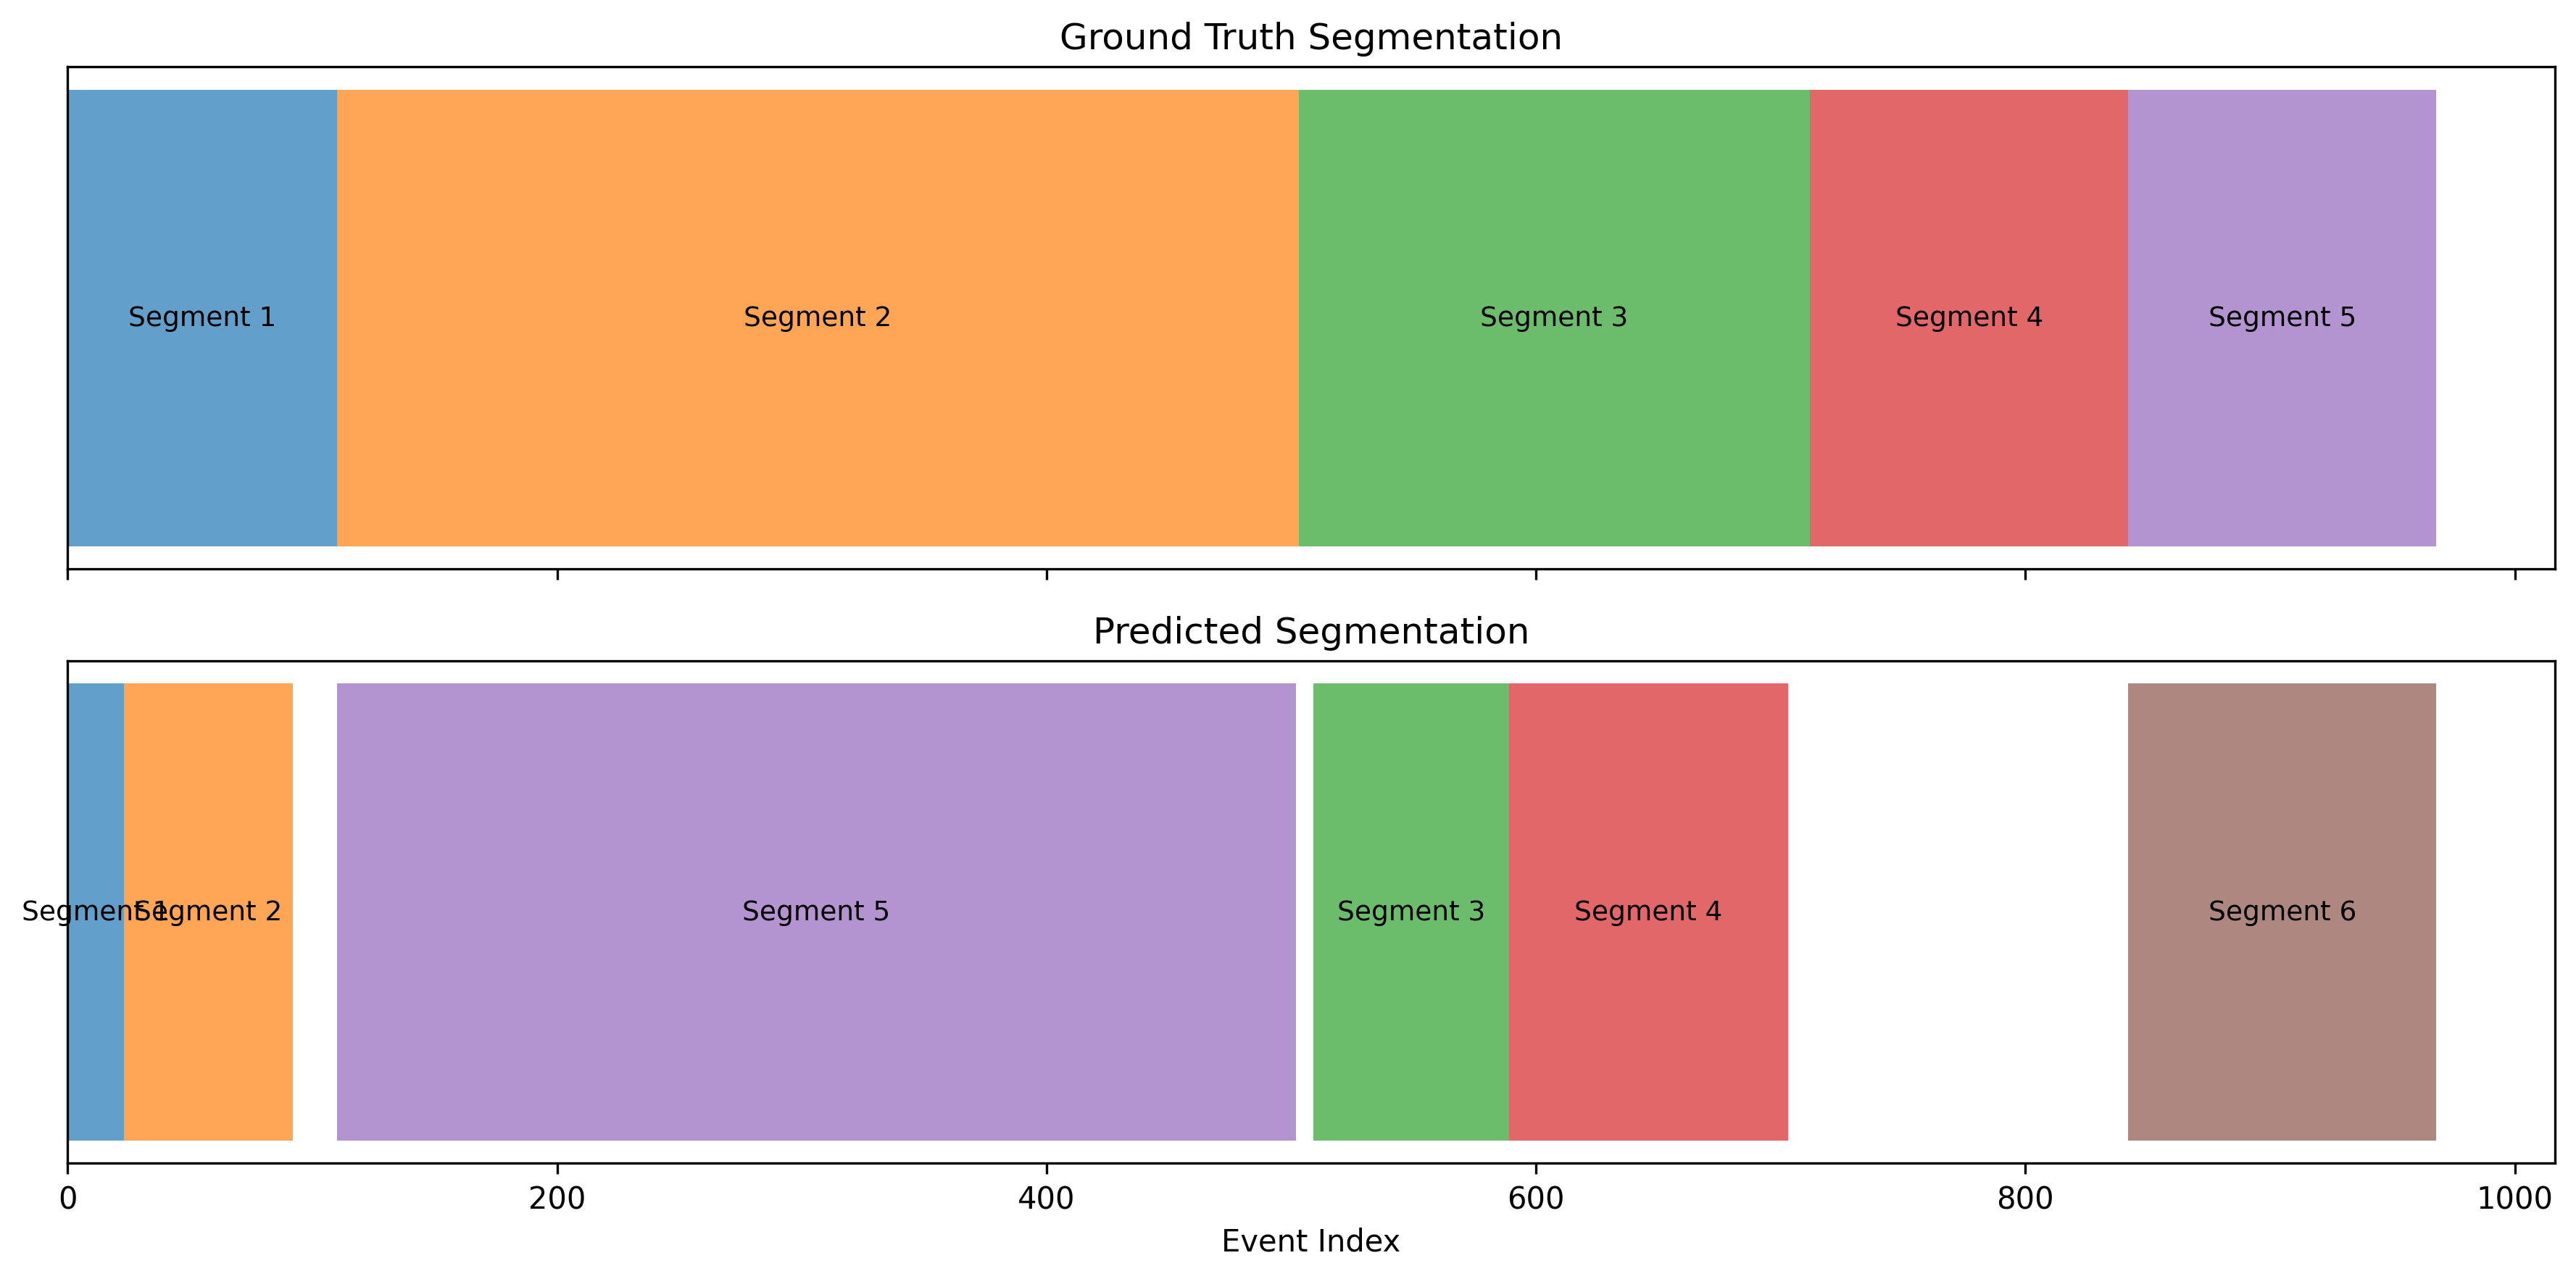 Ground Truth Segmentation
Segment 1 Segment 2 Segment 3 Segment 4 Segment 5
Predicted Segmentation
Segment 1 Segment 2 Segment 5 Segment 3 Segment 4 Segment 6
0 200 400 600 800 1000
Event Index